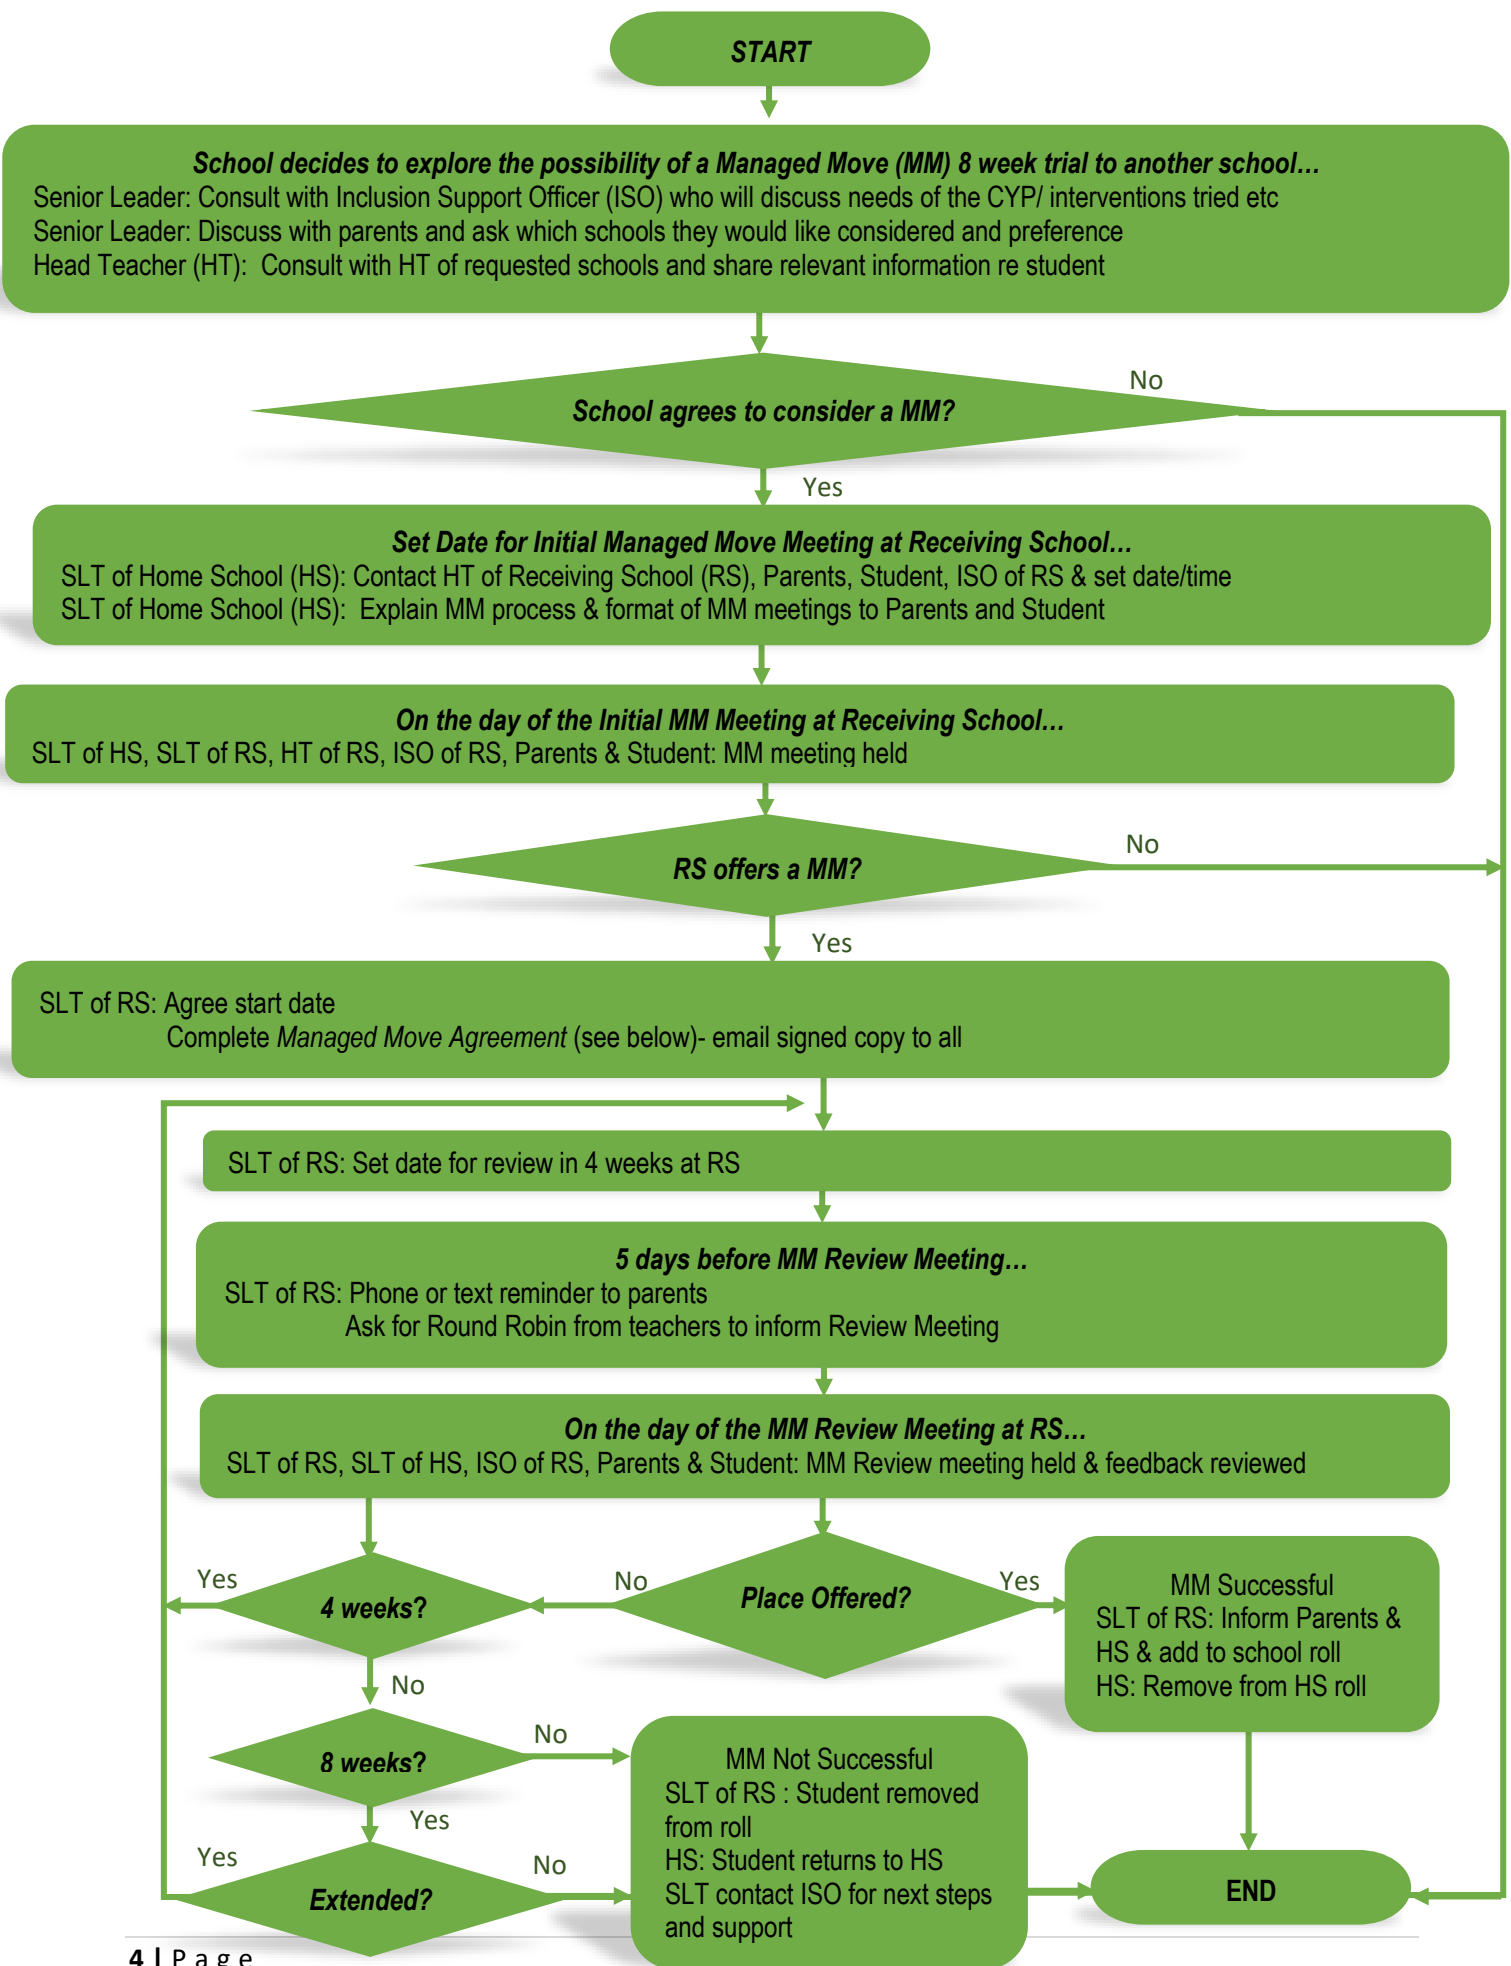 START
School decides to explore the possibility of a Managed Move (MM) 8 week trial to another school…
Senior Leader: Consult with Inclusion Support Officer (ISO) who will discuss needs of the CYP/ interventions tried etc
Senior Leader: Discuss with parents and ask which schools they would like considered and preference
Head Teacher (HT):  Consult with HT of requested schools and share relevant information re student
No
School agrees to consider a MM?
Yes
Set Date for Initial Managed Move Meeting at Receiving School…
SLT of Home School (HS): Contact HT of Receiving School (RS), Parents, Student, ISO of RS & set date/time
SLT of Home School (HS):  Explain MM process & format of MM meetings to Parents and Student
On the day of the Initial MM Meeting at Receiving School…
SLT of HS, SLT of RS, HT of RS, ISO of RS, Parents & Student: MM meeting held
No
RS offers a MM?
Yes
SLT of RS: Agree start date
Complete Managed Move Agreement (see below)- email signed copy to all
SLT of RS: Set date for review in 4 weeks at RS
5 days before MM Review Meeting…
SLT of RS: Phone or text reminder to parents
Ask for Round Robin from teachers to inform Review Meeting
On the day of the MM Review Meeting at RS…
SLT of RS, SLT of HS, ISO of RS, Parents & Student: MM Review meeting held & feedback reviewed
Yes
4 weeks?
No
Place Offered?
Yes
MM Successful
SLT of RS: Inform Parents &
HS & add to school roll
HS: Remove from HS roll
No
8 weeks?
No
MM Not Successful
SLT of RS : Student removed
from roll
HS: Student returns to HS
SLT contact ISO for next steps
and support
Yes
Yes
Extended?
No
END
4 | Page